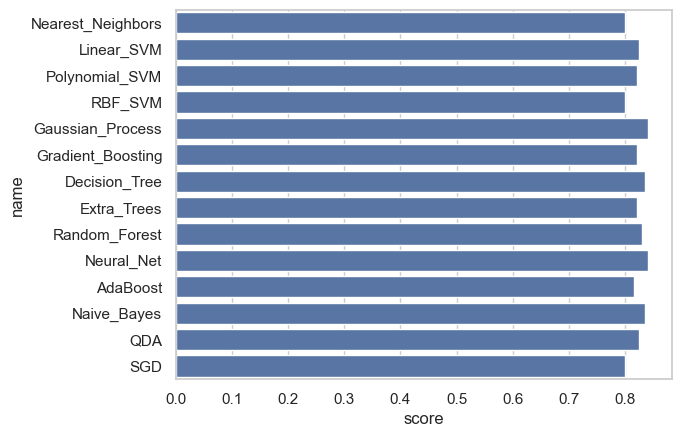 Nearest_Neighbors
Linear_SVM
Polynomial_SVM
RBF_SVM
Gaussian_Process
Gradient_Boosting
Decision_Tree
Extra_Trees
Random_Forest
Neural_Net
AdaBoost
Naive_Bayes
QDA
SGD
name
0.0 0.1 0.2 0.3 0.4 0.5 0.6 0.7 0.8
score